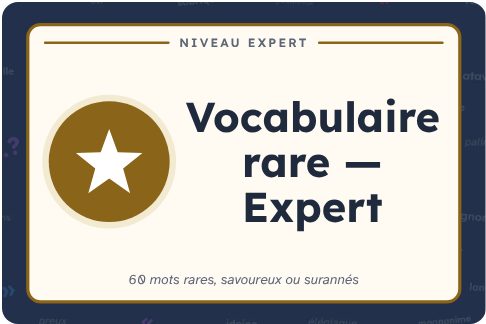 NIVEAU EXPERT
Vocabulaire
rare —
Expert
60 mots rares, savoureux ou surannés